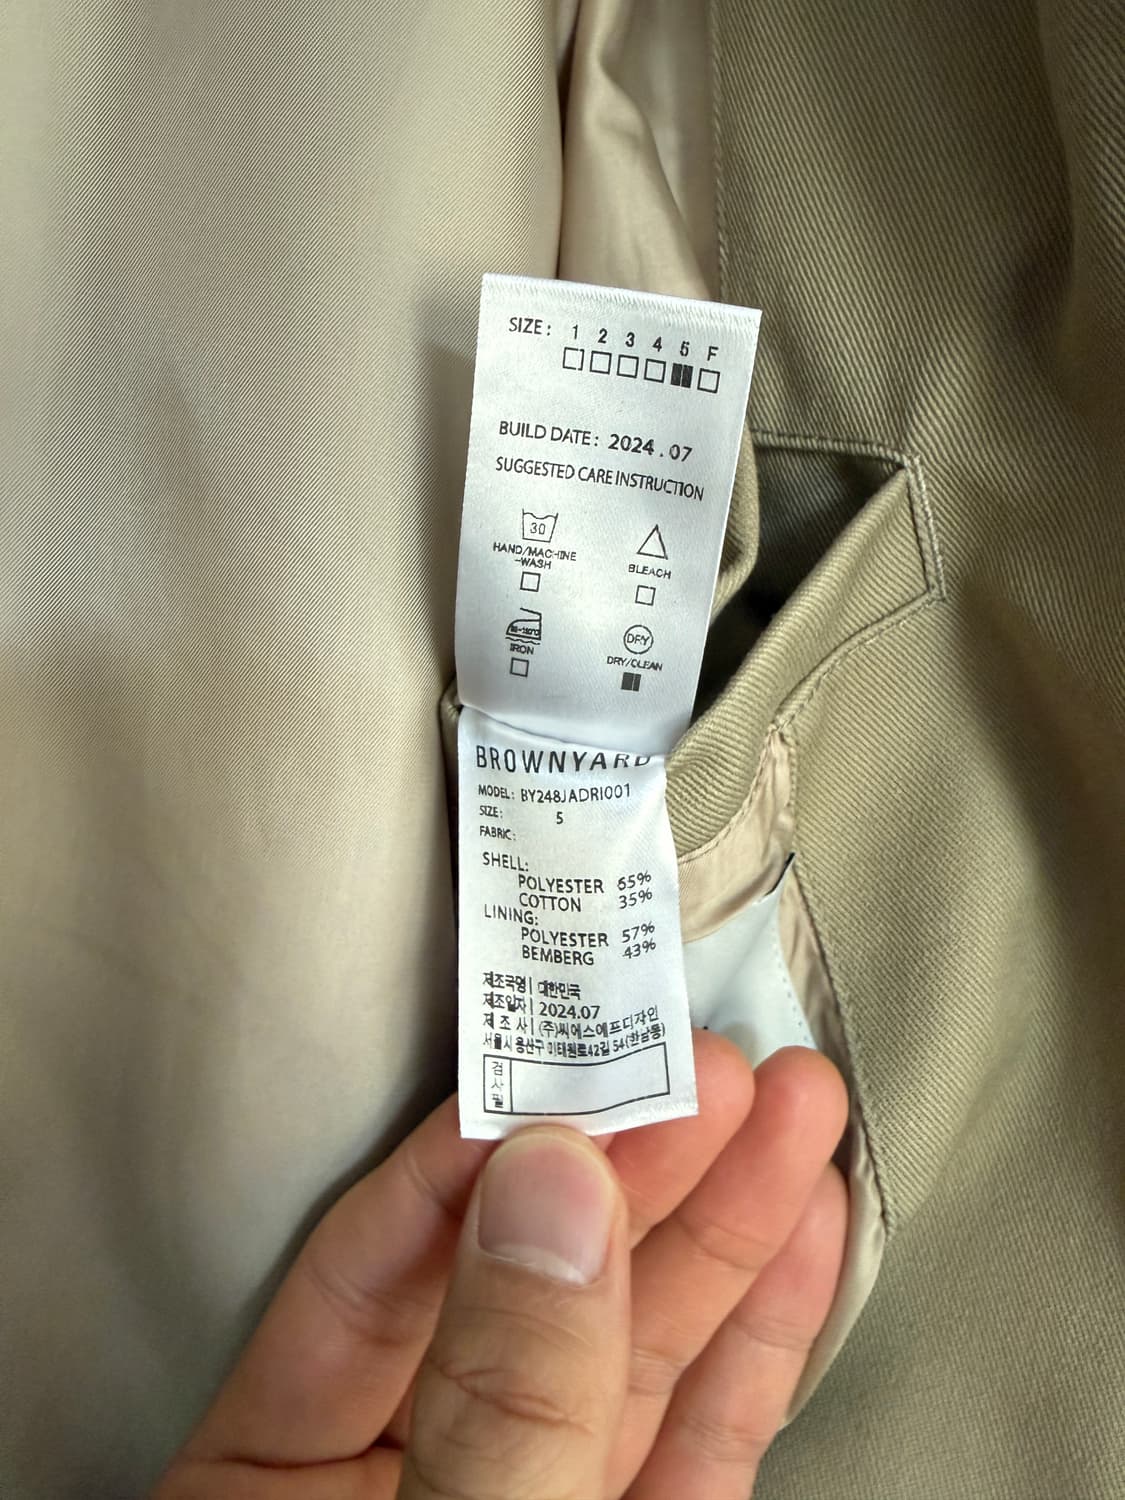 SIZE: 1 2 3 4 5 F
BUILD DATE: 2024.07
SUGGESTED CARE INSTRUCTION
30
HAND/MACHINE
-WASH
BLEACH
IRON
DRY
DRY/CLEAN
BROWNYARD
MODEL: BY248JADRI001
SIZE: 5
FABRIC:
SHELL:
POLYESTER 65%
COTTON 35%
LINING:
POLYESTER 57%
BEMBERG 43%
제조국명| 대한민국
제조일자| 2024.07
제 조 사| (주)씨에스에프디자인
서울시 용산구 이태원로42길 54(한남동)
검사필